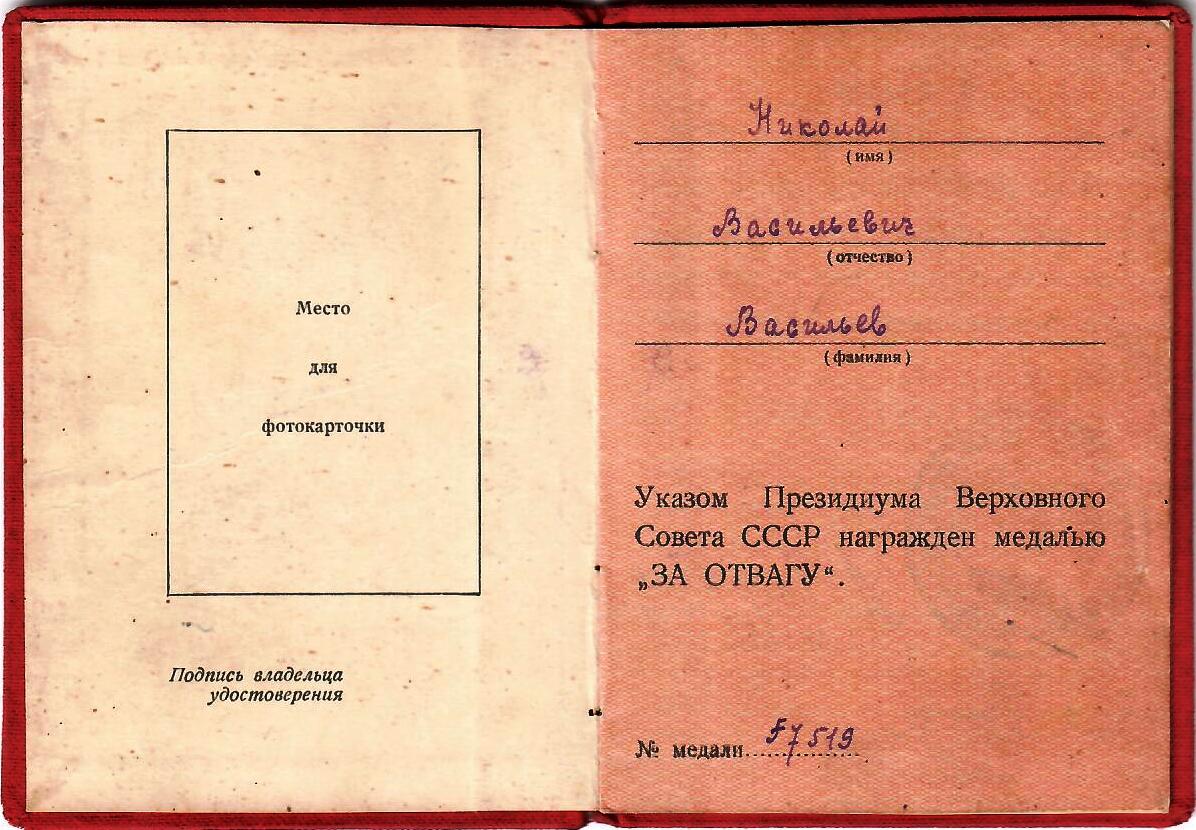 Место
для
фотокарточки
Подпись владельца
удостоверения
Николай
(имя)
Васильевич
(отчество)
Васильев
(фамилия)
Указом Президиума Верховного
Совета СССР награжден медалью
„ЗА ОТВАГУ“.
№ медали 57519